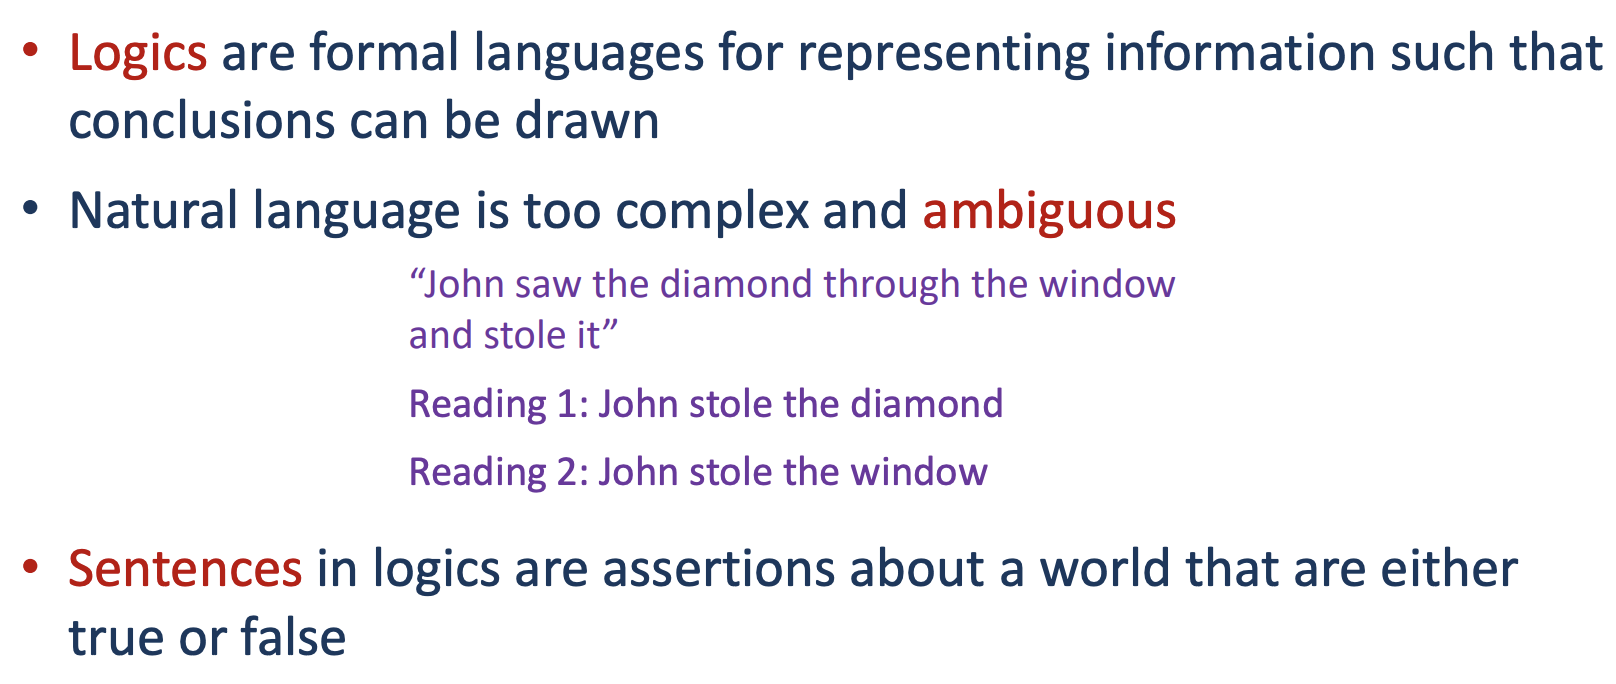 • Logics are formal languages for representing information such that
conclusions can be drawn
• Natural language is too complex and ambiguous
“John saw the diamond through the window
and stole it”
Reading 1: John stole the diamond
Reading 2: John stole the window
• Sentences in logics are assertions about a world that are either
true or false